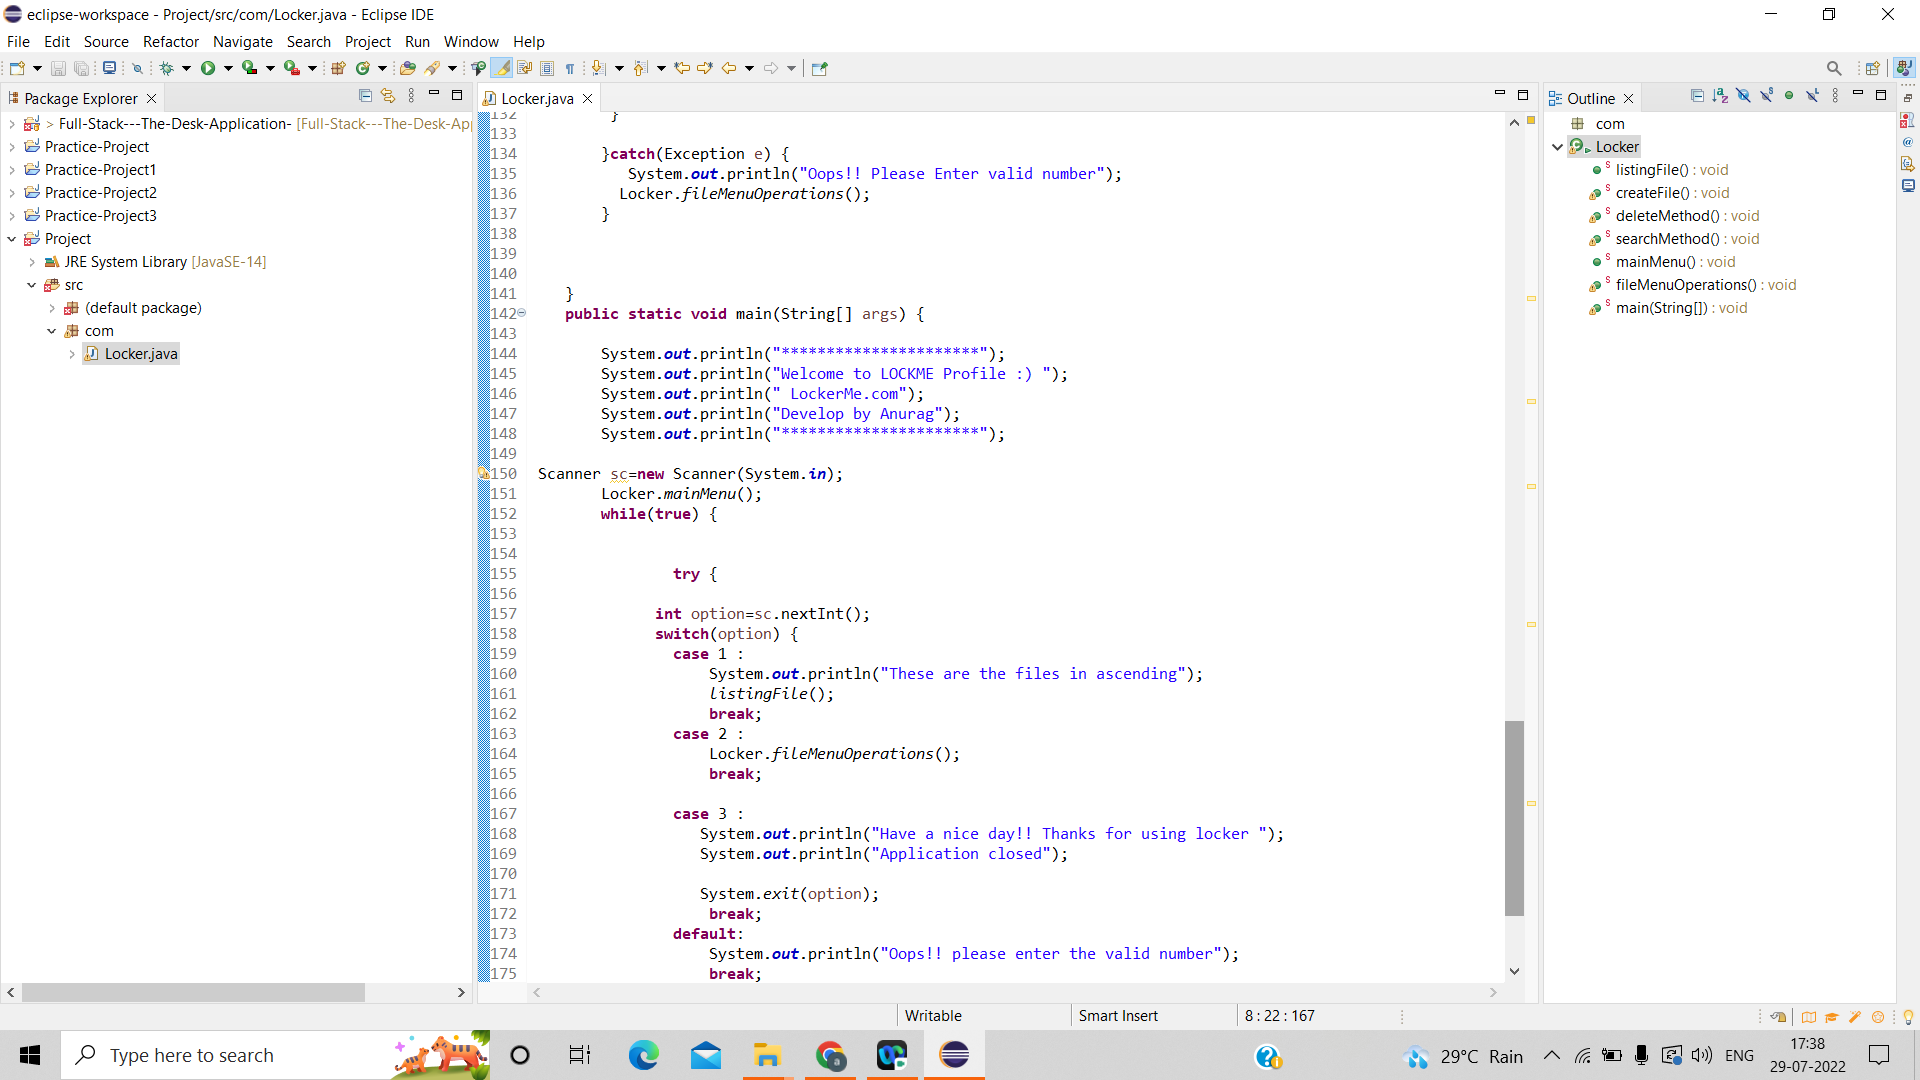 eclipse-workspace - Project/src/com/Locker.java - Eclipse IDE
File Edit Source Refactor Navigate Search Project Run Window Help
Package Explorer
> Full-Stack---The-Desk-Application- [Full-Stack---The-Desk-App
Practice-Project
Practice-Project1
Practice-Project2
Practice-Project3
Project
JRE System Library [JavaSE-14]
src
(default package)
com
Locker.java
Locker.java
132 }
133
134 }catch(Exception e) {
135 System.out.println("Oops!! Please Enter valid number");
136 Locker.fileMenuOperations();
137 }
138
139
140
141 }
142 public static void main(String[] args) {
143
144 System.out.println("**********************");
145 System.out.println("Welcome to LOCKME Profile :) ");
146 System.out.println(" LockerMe.com");
147 System.out.println("Develop by Anurag");
148 System.out.println("**********************");
149
150 Scanner sc=new Scanner(System.in);
151 Locker.mainMenu();
152 while(true) {
153
154
155 try {
156
157 int option=sc.nextInt();
158 switch(option) {
159 case 1 :
160 System.out.println("These are the files in ascending");
161 listingFile();
162 break;
163 case 2 :
164 Locker.fileMenuOperations();
165 break;
166
167 case 3 :
168 System.out.println("Have a nice day!! Thanks for using locker ");
169 System.out.println("Application closed");
170
171 System.exit(option);
172 break;
173 default:
174 System.out.println("Oops!! please enter the valid number");
175 break;
Outline
com
Locker
listingFile() : void
createFile() : void
deleteMethod() : void
searchMethod() : void
mainMenu() : void
fileMenuOperations() : void
main(String[]) : void
Writable
Smart Insert
8 : 22 : 167
Type here to search
29°C Rain
ENG
17:38
29-07-2022